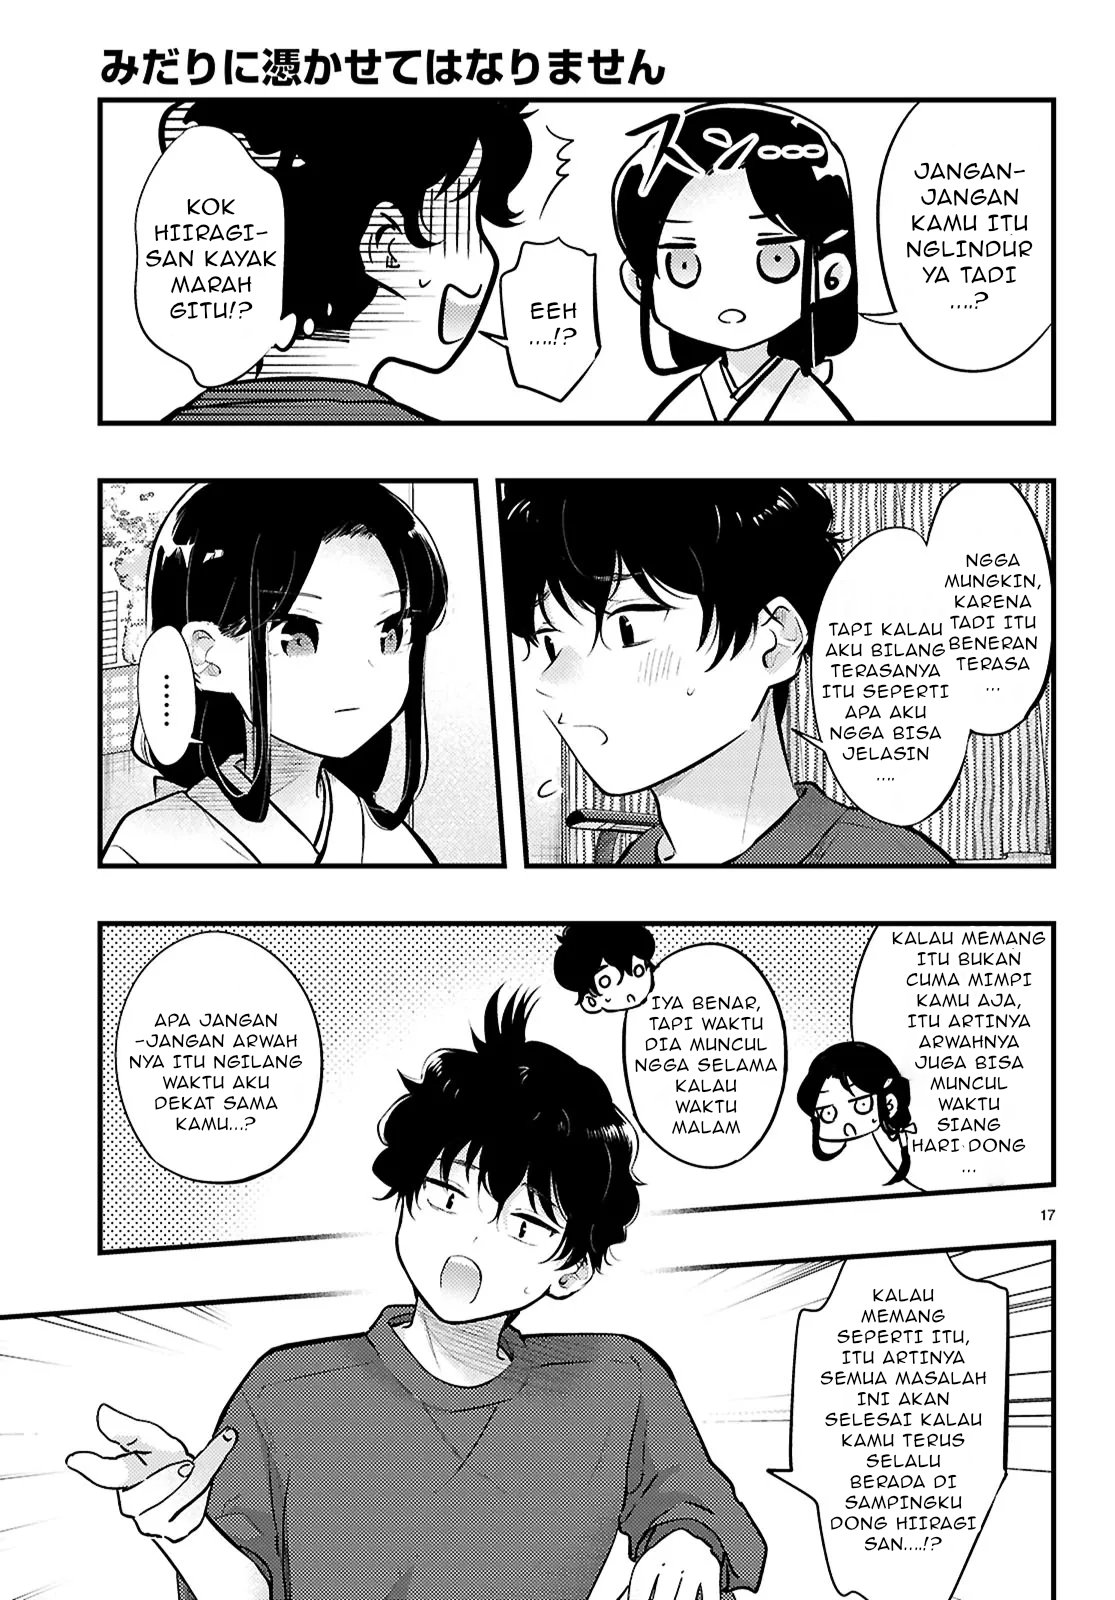 みだりに憑かせてはなりません
JANGAN-
JANGAN
KAMU ITU
NGLINDUR
YA TADI
....?
スン…
EEH
....!?
KOK
HIIRAGI-
SAN KAYAK
MARAH
GITU!?
NGGA
MUNGKIN,
KARENA
TADI ITU
BENERAN
TERASA
...
TAPI KALAU
AKU BILANG
TERASANYA
ITU SEPERTI
APA AKU
NGGA BISA
JELASIN
....
........
KALAU MEMANG
ITU BUKAN
CUMA MIMPI
KAMU AJA,
ITU ARTINYA
ARWAHNYA
JUGA BISA
MUNCUL
WAKTU
SIANG
HARI DONG
...
IYA BENAR,
TAPI WAKTU
DIA MUNCUL
NGGA SELAMA
KALAU
WAKTU
MALAM
APA JANGAN
-JANGAN ARWAH
NYA ITU NGILANG
WAKTU AKU
DEKAT SAMA
KAMU...?
17
KALAU
MEMANG
SEPERTI ITU,
ITU ARTINYA
SEMUA MASALAH
INI AKAN
SELESAI KALAU
KAMU TERUS
SELALU
BERADA DI
SAMPINGKU
DONG HIIRAGI
SAN....!?